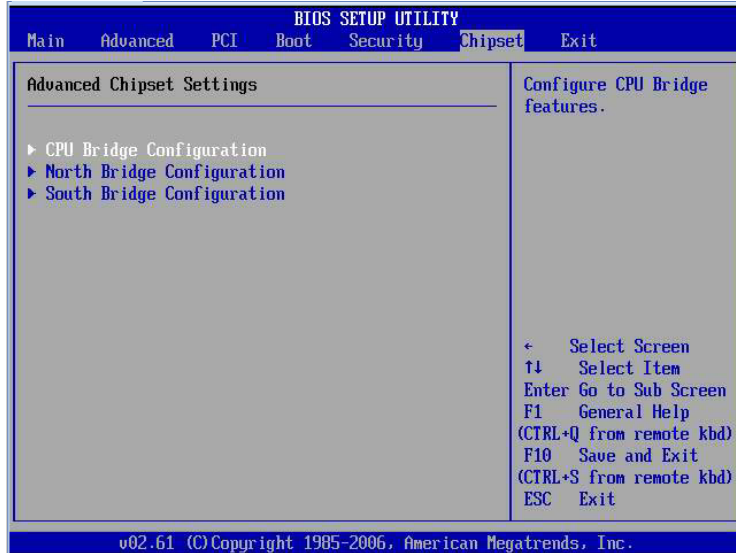 BIOS SETUP UTILITY
Main Advanced PCI Boot Security Chipset Exit
Advanced Chipset Settings
▶ CPU Bridge Configuration
▶ North Bridge Configuration
▶ South Bridge Configuration
Configure CPU Bridge
features.
← Select Screen
↑↓ Select Item
Enter Go to Sub Screen
F1 General Help
(CTRL+Q from remote kbd)
F10 Save and Exit
(CTRL+S from remote kbd)
ESC Exit
v02.61 (C)Copyright 1985-2006, American Megatrends, Inc.